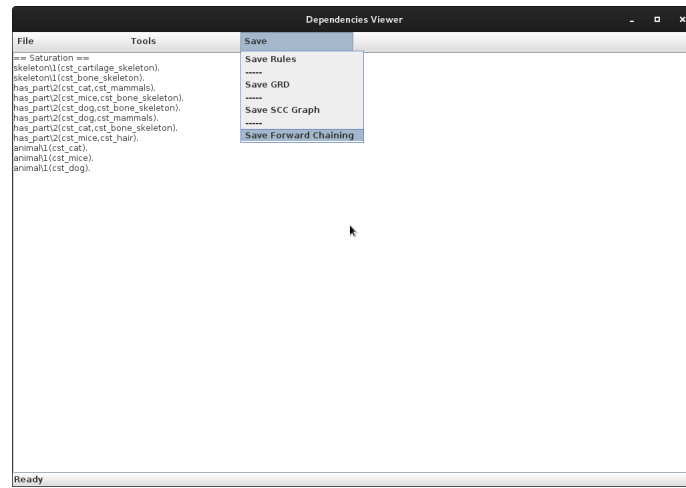 Dependencies Viewer
File Tools Save
== Saturation ==
skeleton\1(cst_cartilage_skeleton).
skeleton\1(cst_bone_skeleton).
has_part\2(cst_cat,cst_mammals).
has_part\2(cst_mice,cst_bone_skeleton).
has_part\2(cst_dog,cst_bone_skeleton).
has_part\2(cst_dog,cst_mammals).
has_part\2(cst_cat,cst_bone_skeleton).
has_part\2(cst_mice,cst_hair).
animal\1(cst_cat).
animal\1(cst_mice).
animal\1(cst_dog).
Save Rules
-----
Save GRD
-----
Save SCC Graph
-----
Save Forward Chaining
Ready